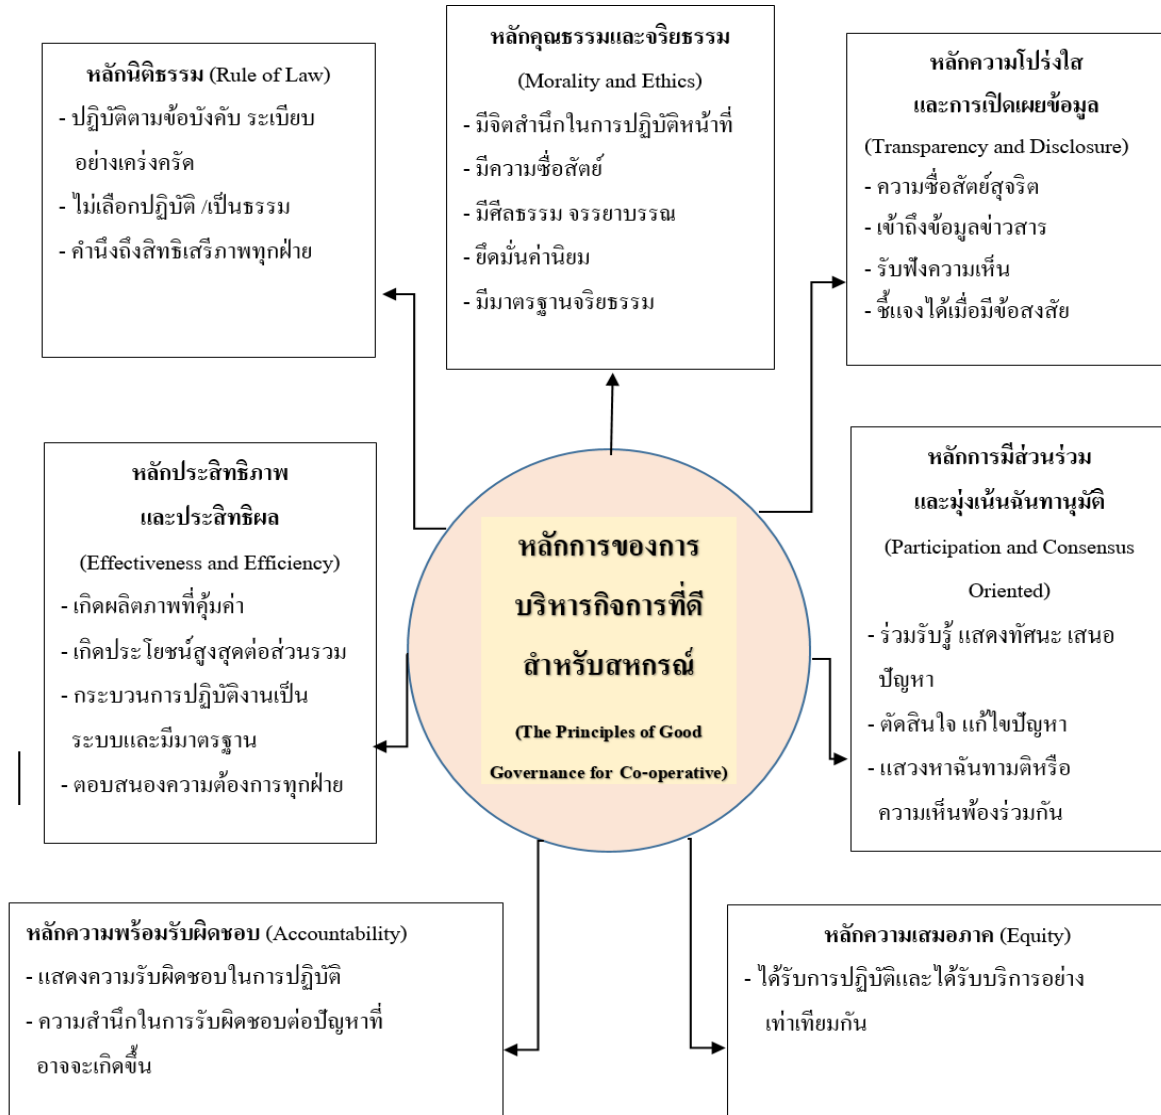 หลักนิติธรรม (Rule of Law)
- ปฏิบัติตามข้อบังคับ ระเบียบ
อย่างเคร่งครัด
- ไม่เลือกปฏิบัติ /เป็นธรรม
- คำนึงถึงสิทธิเสรีภาพทุกฝ่าย
หลักคุณธรรมและจริยธรรม
(Morality and Ethics)
- มีจิตสำนึกในการปฏิบัติหน้าที่
- มีความซื่อสัตย์
- มีศีลธรรม จรรยาบรรณ
- ยึดมั่นค่านิยม
- มีมาตรฐานจริยธรรม
หลักความโปร่งใส
และการเปิดเผยข้อมูล
(Transparency and Disclosure)
- ความซื่อสัตย์สุจริต
- เข้าถึงข้อมูลข่าวสาร
- รับฟังความเห็น
- ชี้แจงได้เมื่อมีข้อสงสัย
หลักประสิทธิภาพ
และประสิทธิผล
(Effectiveness and Efficiency)
- เกิดผลิตภาพที่คุ้มค่า
- เกิดประโยชน์สูงสุดต่อส่วนรวม
- กระบวนการปฏิบัติงานเป็น
ระบบและมีมาตรฐาน
- ตอบสนองความต้องการทุกฝ่าย
หลักการของการ
บริหารกิจการที่ดี
สำหรับสหกรณ์
(The Principles of Good
Governance for Co-operative)
หลักการมีส่วนร่วม
และมุ่งเน้นฉันทานุมัติ
(Participation and Consensus
Oriented)
- ร่วมรับรู้ แสดงทัศนะ เสนอ
ปัญหา
- ตัดสินใจ แก้ไขปัญหา
- แสวงหาฉันทามติหรือ
ความเห็นพ้องร่วมกัน
หลักความพร้อมรับผิดชอบ (Accountability)
- แสดงความรับผิดชอบในการปฏิบัติ
- ความสำนึกในการรับผิดชอบต่อปัญหาที่
อาจจะเกิดขึ้น
หลักความเสมอภาค (Equity)
- ได้รับการปฏิบัติและได้รับบริการอย่าง
เท่าเทียมกัน